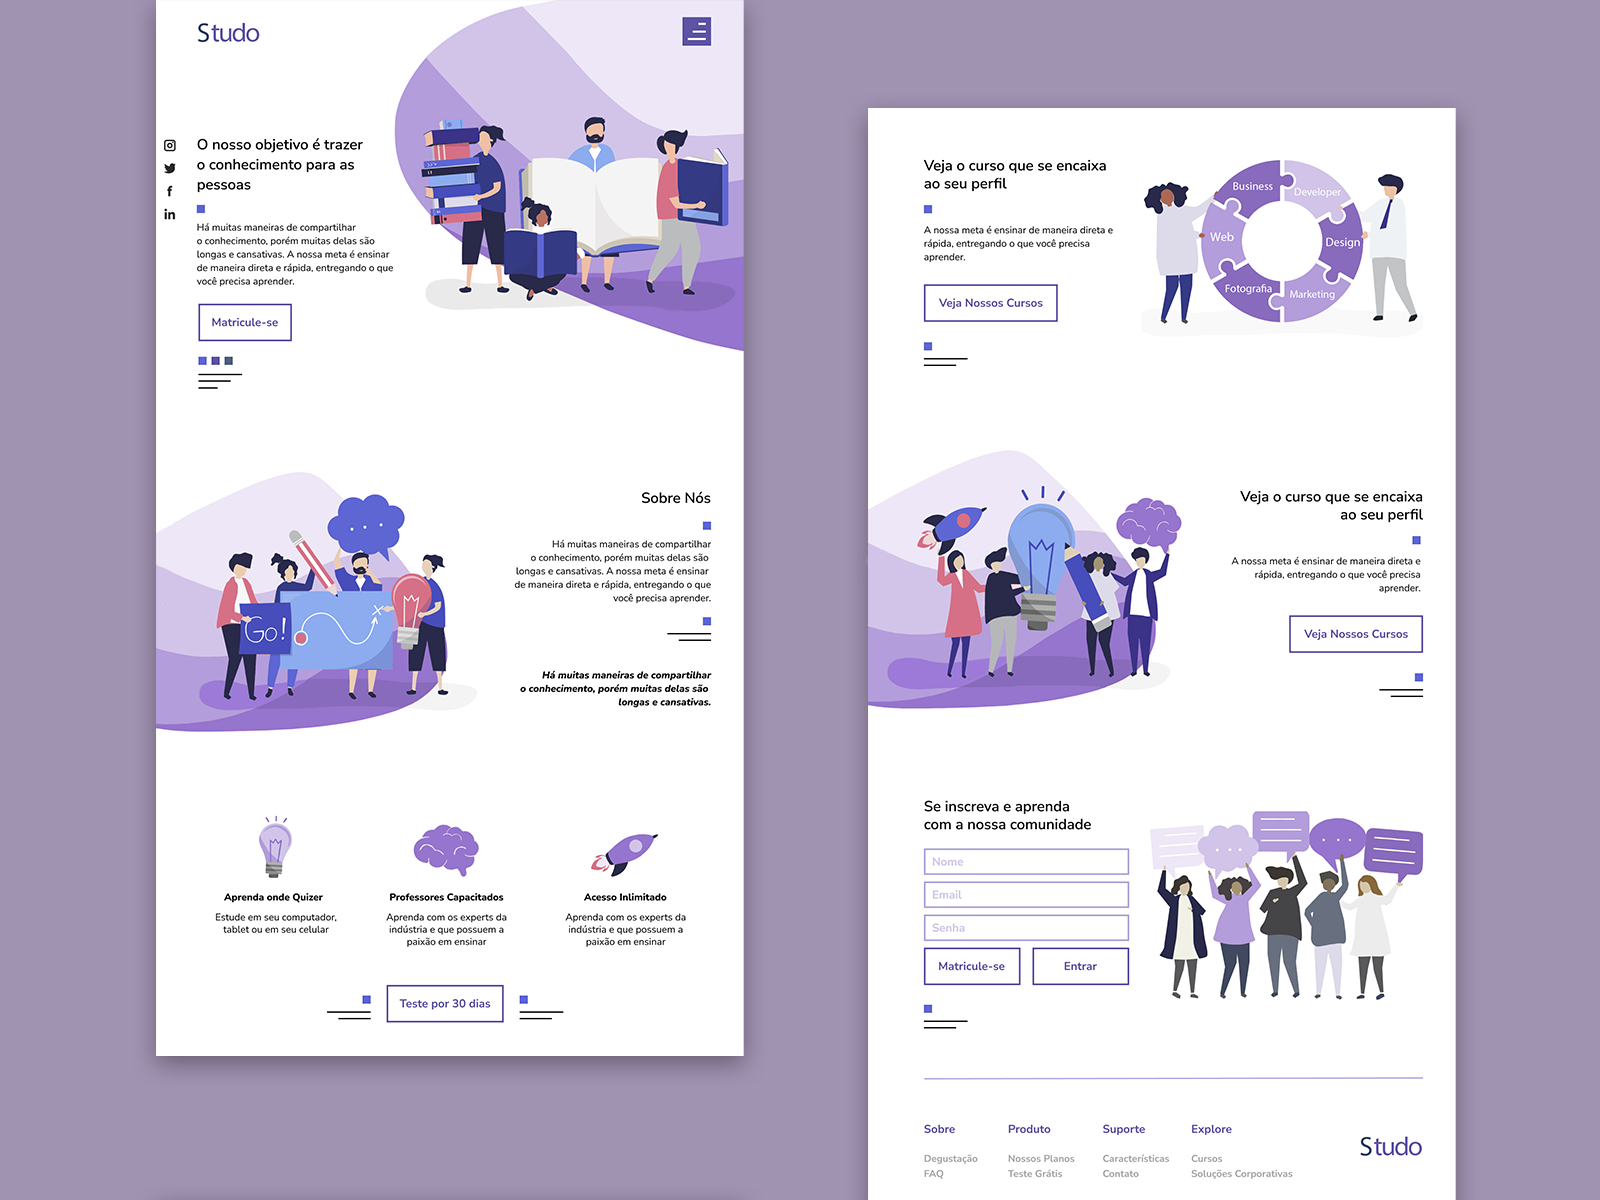 Studo
O nosso objetivo é trazer
o conhecimento para as
pessoas
Há muitas maneiras de compartilhar
o conhecimento, porém muitas delas são
longas e cansativas. A nossa meta é ensinar
de maneira direta e rápida, entregando o que
você precisa aprender.
Matricule-se
Go!
Sobre Nós
Há muitas maneiras de compartilhar
o conhecimento, porém muitas delas são
longas e cansativas. A nossa meta é ensinar
de maneira direta e rápida, entregando o que
você precisa aprender.
Há muitas maneiras de compartilhar
o conhecimento, porém muitas delas são
longas e cansativas.
Aprenda onde Quizer
Estude em seu computador,
tablet ou em seu celular
Professores Capacitados
Aprenda com os experts da
indústria e que possuem a
paixão em ensinar
Acesso Inlimitado
Aprenda com os experts da
indústria e que possuem a
paixão em ensinar
Teste por 30 dias
Veja o curso que se encaixa
ao seu perfil
A nossa meta é ensinar de maneira direta e
rápida, entregando o que você precisa
aprender.
Veja Nossos Cursos
Business
Developer
Web
Design
Fotografia
Marketing
Veja o curso que se encaixa
ao seu perfil
A nossa meta é ensinar de maneira direta e
rápida, entregando o que você precisa
aprender.
Veja Nossos Cursos
Se inscreva e aprenda
com a nossa comunidade
Nome
Email
Senha
Matricule-se
Entrar
Sobre
Degustação
FAQ
Produto
Nossos Planos
Teste Grátis
Suporte
Características
Contato
Explore
Cursos
Soluções Corporativas
Studo